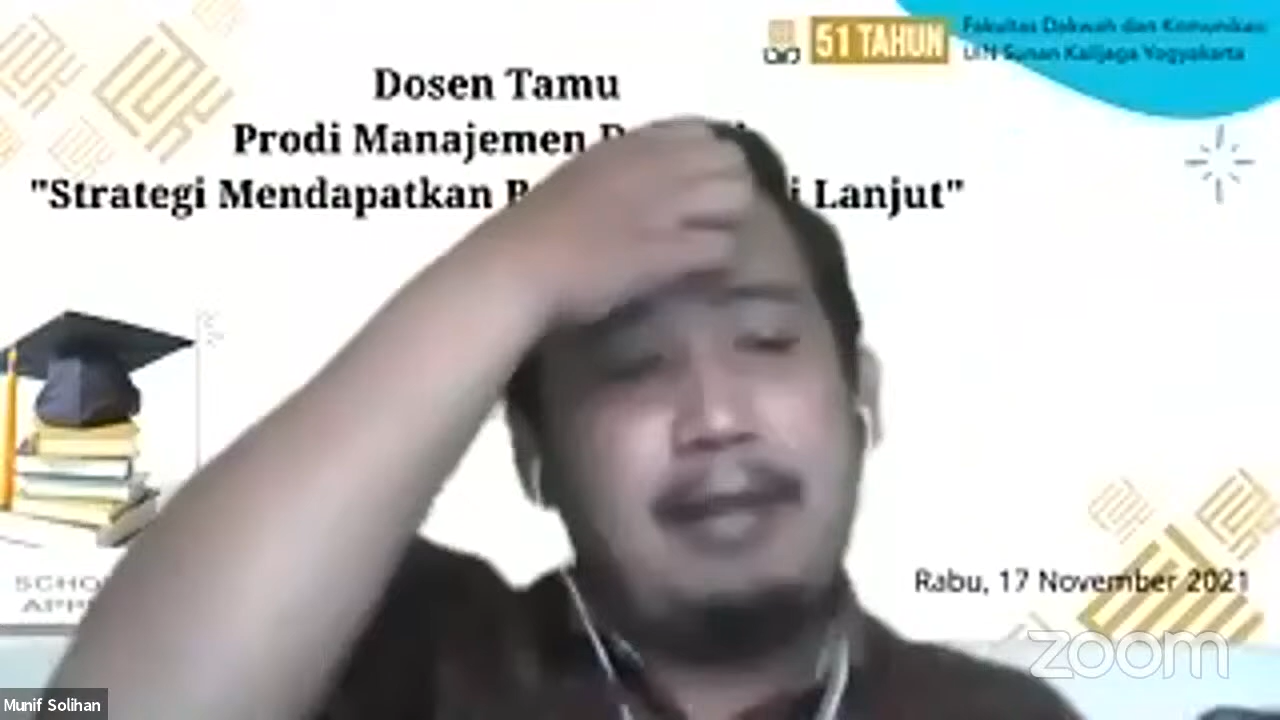 51 TAHUN
Fakultas Dakwah dan Komunikasi
UIN Sunan Kalijaga Yogyakarta
Dosen Tamu
Prodi Manajemen
"Strategi Mendapatkan Lanjut"
Rabu, 17 November 2021
zoom
Munif Solihan